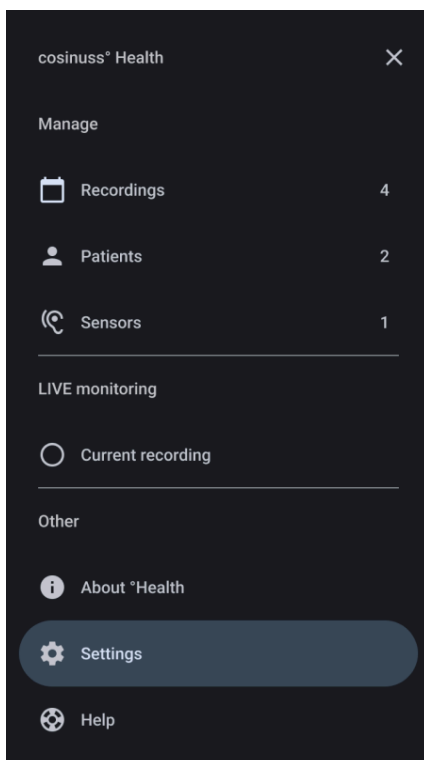 cosinuss° Health
Manage
Recordings 4
Patients 2
Sensors 1
LIVE monitoring
Current recording
Other
About °Health
Settings
Help